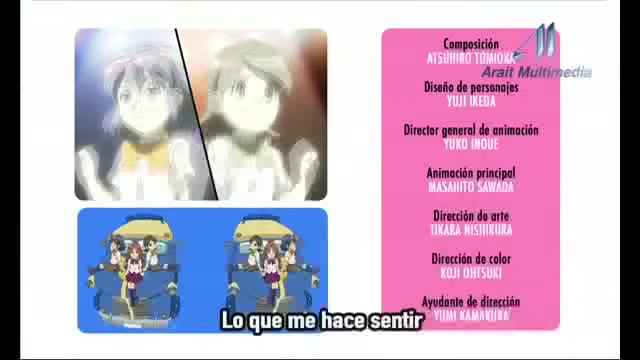 Composición
ATSUHIRO TOMIOKA
Arait Multimedia
Diseño de personajes
YUJI IKEDA
Director general de animación
YUKO INOUE
Animación principal
MASAHITO SAWADA
Dirección de arte
TIKARA NISHIKURA
Dirección de color
KOJI OHTSUKI
Ayudante de dirección
YUMI KAMAKURA
Lo que me hace sentir